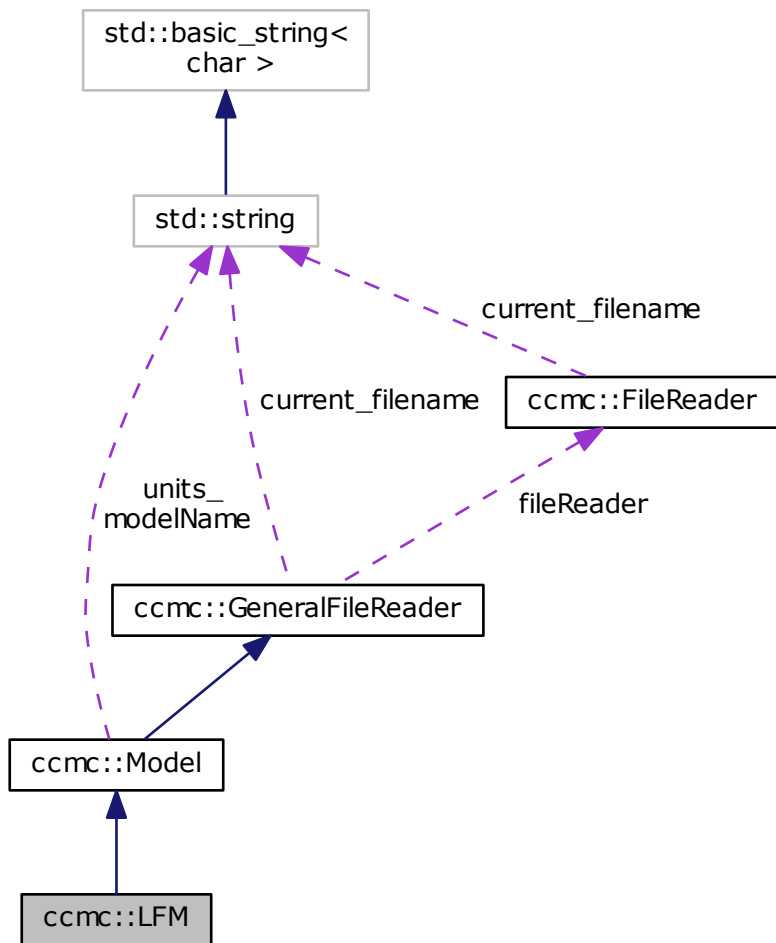 std::basic_string<
char >
std::string
current_filename
ccmc::FileReader
current_filename
units_
modelName
fileReader
ccmc::GeneralFileReader
ccmc::Model
ccmc::LFM